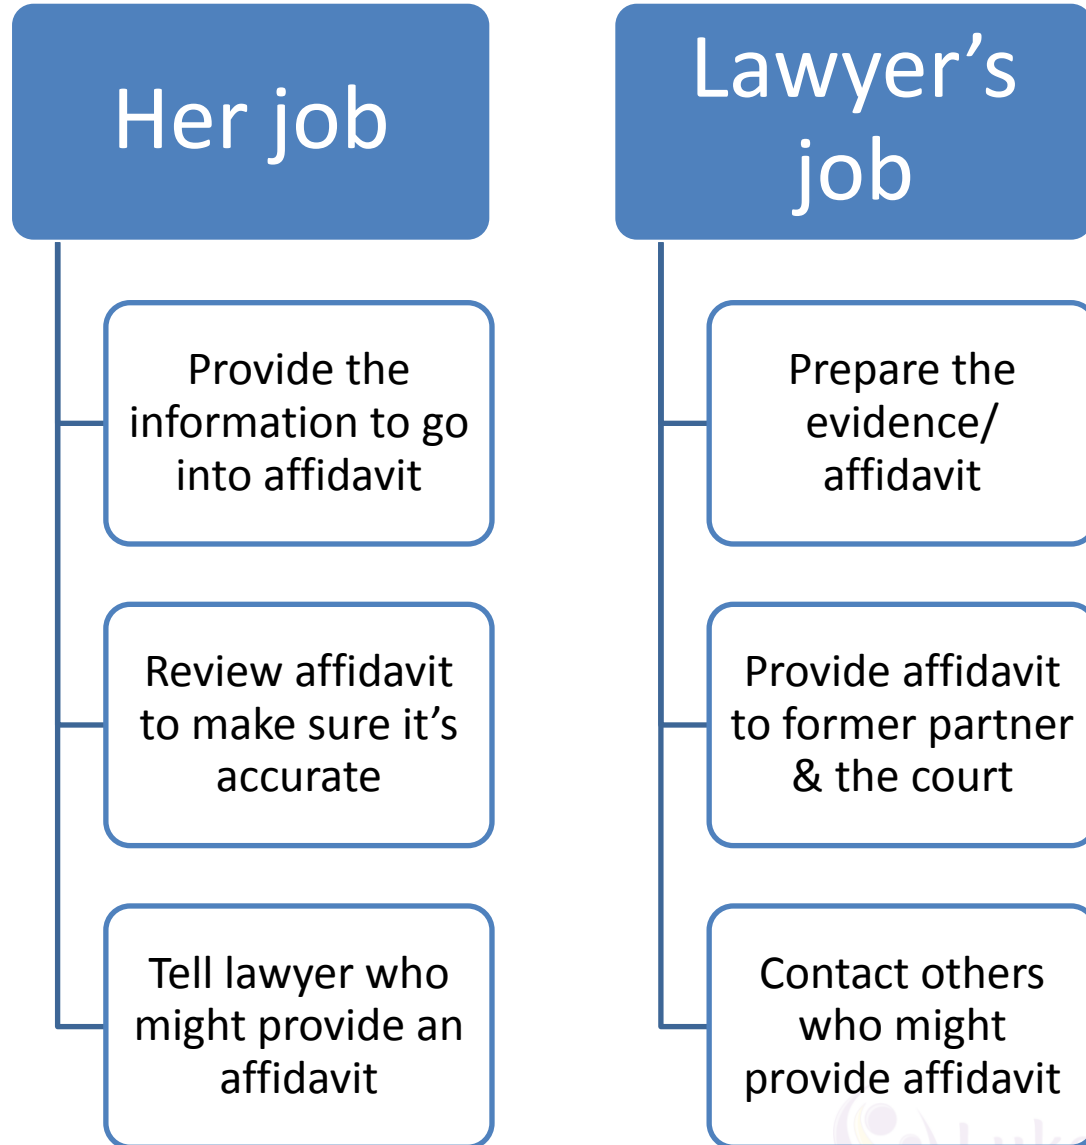 Her job
Provide the
information to go
into affidavit
Review affidavit
to make sure it’s
accurate
Tell lawyer who
might provide an
affidavit
Lawyer’s
job
Prepare the
evidence/
affidavit
Provide affidavit
to former partner
& the court
Contact others
who might
provide affidavit